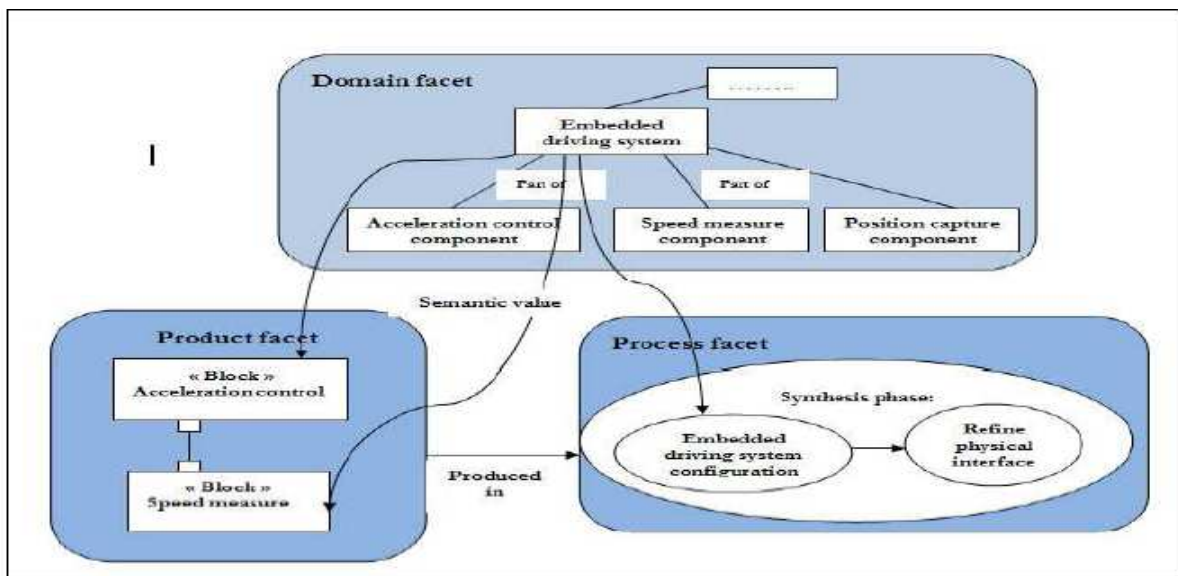 Domain facet
.........
Embedded
driving system
Part of
Part of
Acceleration control
component
Speed measure
component
Position capture
component
Semantic value
Product facet
« Block »
Acceleration control
« Block »
Speed measure
Produced
in
Process facet
Synthesis phase:
Embedded
driving system
configuration
Refine
physical
interface